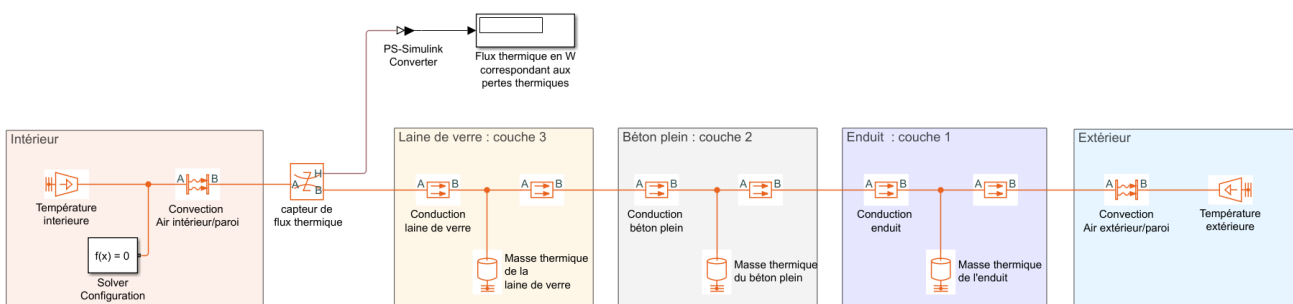 PS-Simulink
Converter
Flux thermique en W
correspondant aux
pertes thermiques
Intérieur
A B
Température
interieure
Convection
Air intérieur/paroi
f(x) = 0
Solver
Configuration
A
H
B
capteur de
flux thermique
Laine de verre : couche 3
A B
A B
Conduction
laine de verre
Masse thermique
de la
laine de verre
Béton plein : couche 2
A B
A B
Conduction
béton plein
Masse thermique
du béton plein
Enduit : couche 1
A B
A B
Conduction
enduit
Masse thermique
de l'enduit
Extérieur
A B
Convection
Air extérieur/paroi
Température
extérieure